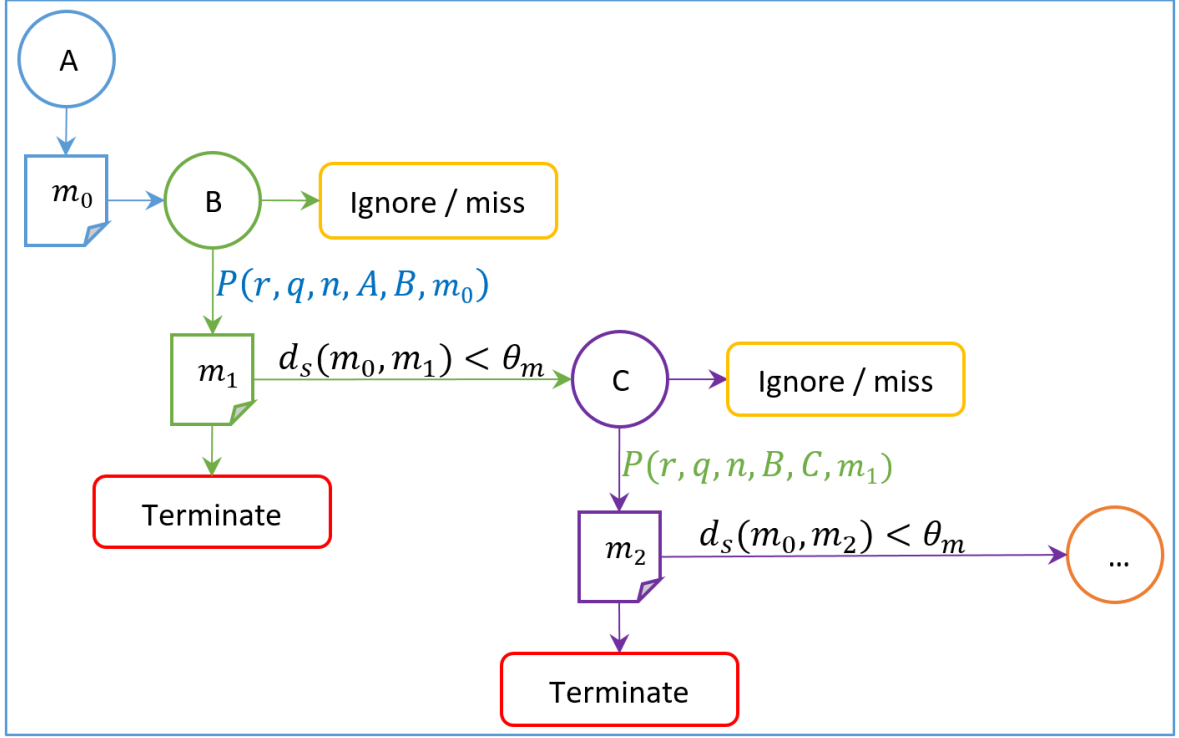 A
m₀
B
Ignore / miss
P(r, q, n, A, B, m₀)
m₁
dₛ(m₀, m₁) < θₘ
C
Ignore / miss
Terminate
P(r, q, n, B, C, m₁)
m₂
dₛ(m₀, m₂) < θₘ
...
Terminate